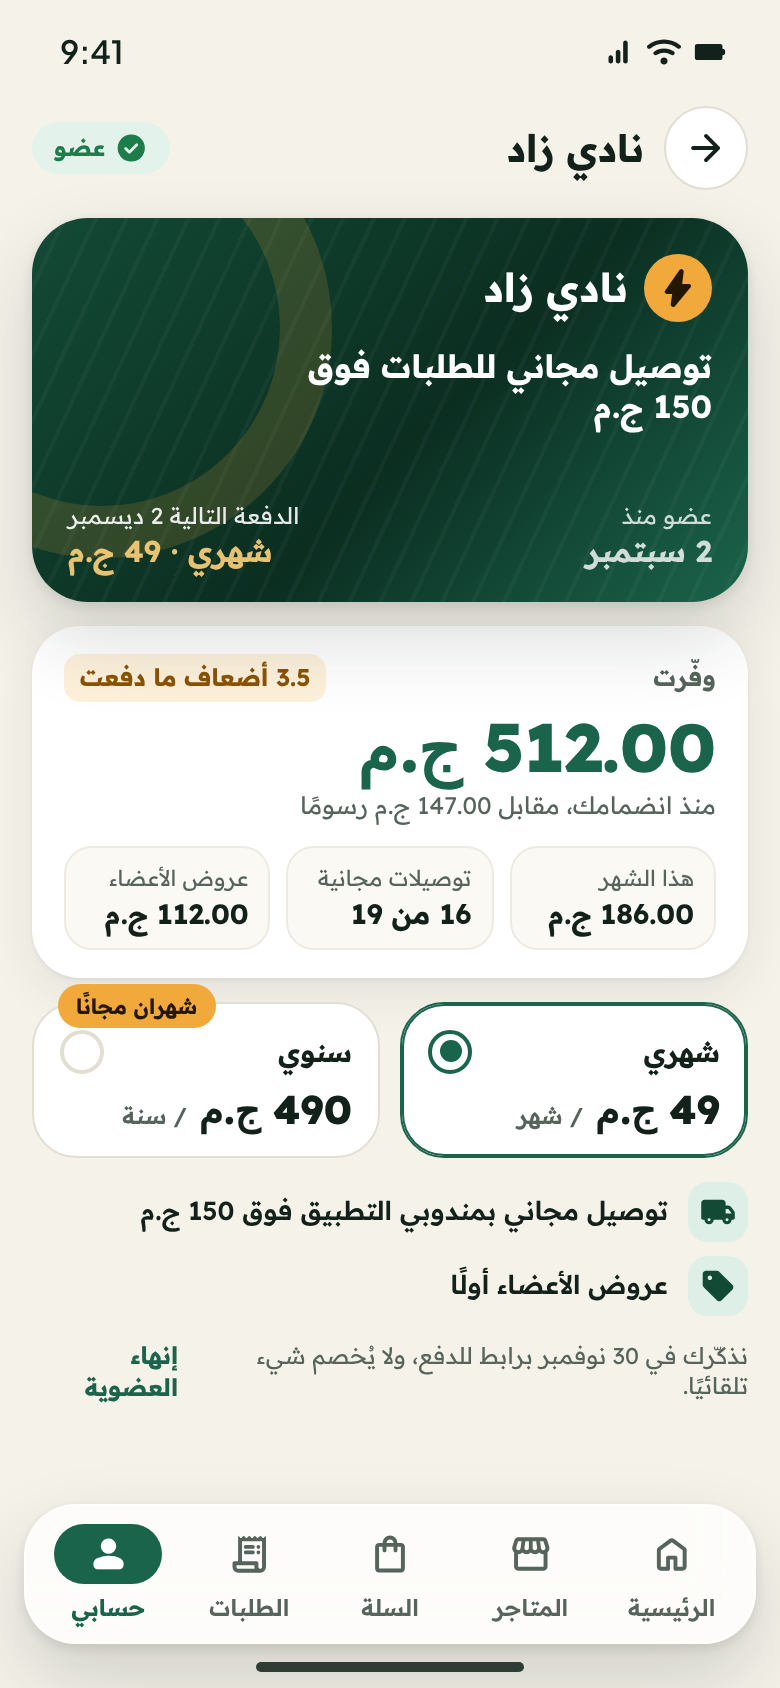 9:41
نادي زاد
عضو
نادي زاد
توصيل مجاني للطلبات فوق
150 ج.م
عضو منذ
2 سبتمبر
الدفعة التالية 2 ديسمبر
شهري · 49 ج.م
وفّرت
3.5 أضعاف ما دفعت
512.00 ج.م
منذ انضمامك، مقابل 147.00 ج.م رسومًا
هذا الشهر
186.00 ج.م
توصيلات مجانية
16 من 19
عروض الأعضاء
112.00 ج.م
شهري
49 ج.م / شهر
شهران مجانًا
سنوي
490 ج.م / سنة
توصيل مجاني بمندوبي التطبيق فوق 150 ج.م
عروض الأعضاء أولًا
نذكّرك في 30 نوفمبر برابط للدفع، ولا يُخصم شيء
تلقائيًا.
إنهاء
العضوية
الرئيسية
المتاجر
السلة
الطلبات
حسابي